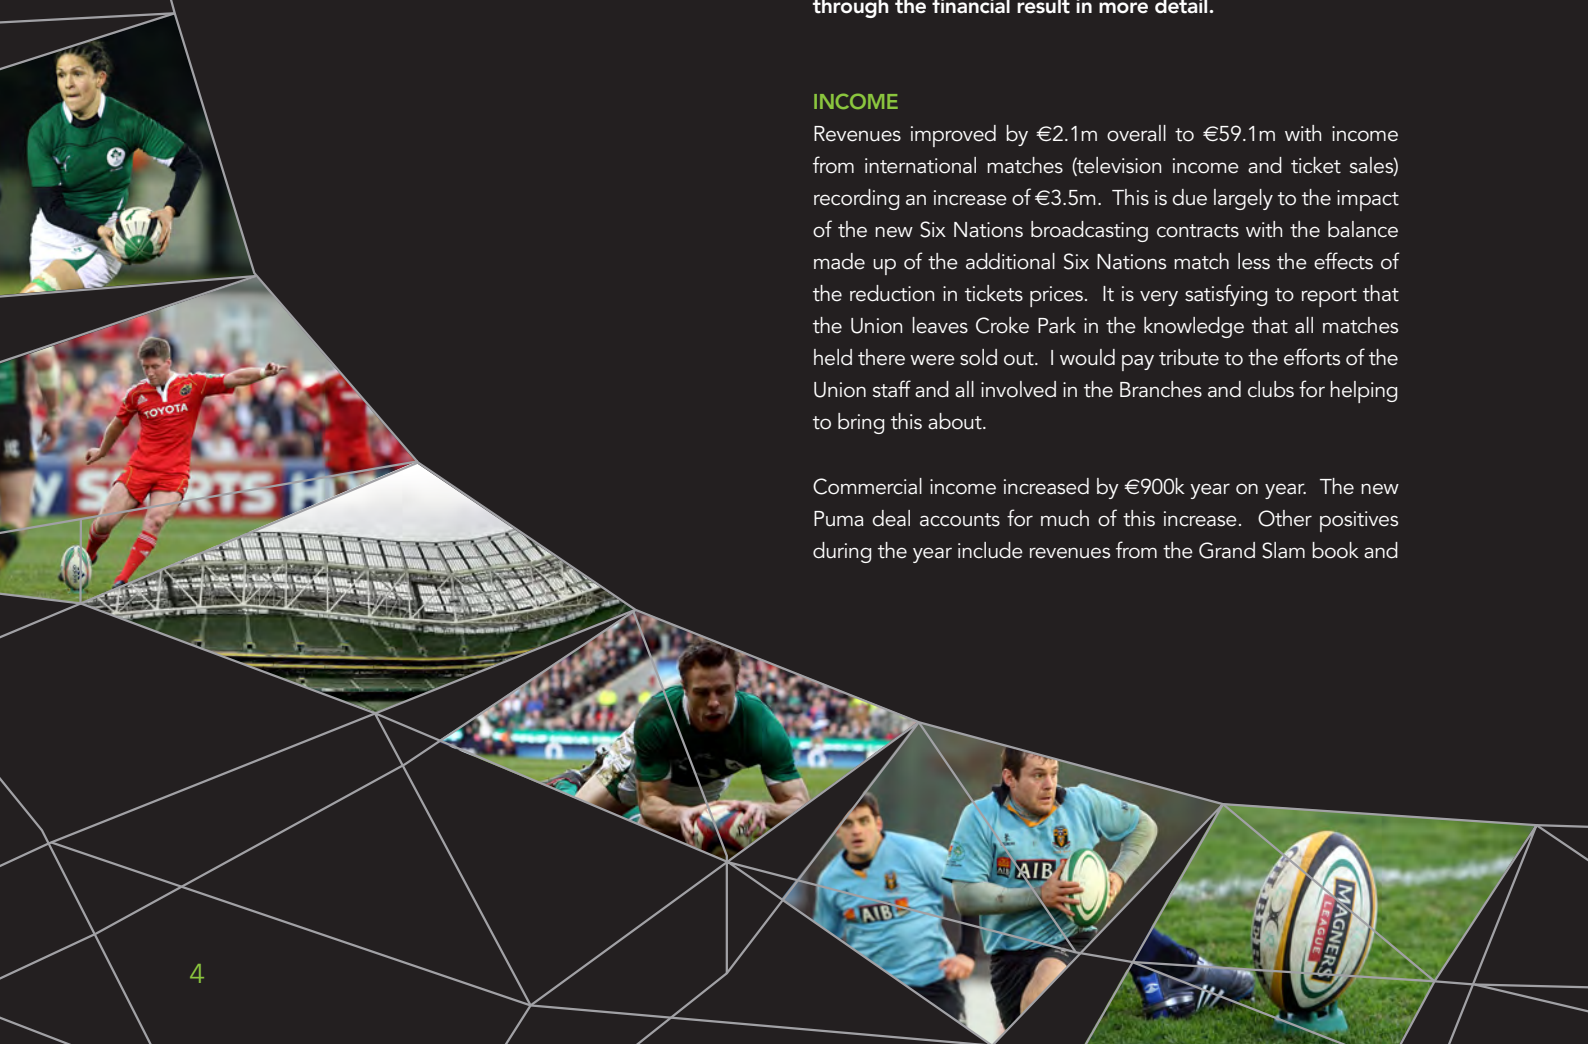 through the financial result in more detail.
INCOME
Revenues improved by €2.1m overall to €59.1m with income
from international matches (television income and ticket sales)
recording an increase of €3.5m. This is due largely to the impact
of the new Six Nations broadcasting contracts with the balance
made up of the additional Six Nations match less the effects of
the reduction in tickets prices. It is very satisfying to report that
the Union leaves Croke Park in the knowledge that all matches
held there were sold out. I would pay tribute to the efforts of the
Union staff and all involved in the Branches and clubs for helping
to bring this about.
Commercial income increased by €900k year on year. The new
Puma deal accounts for much of this increase. Other positives
during the year include revenues from the Grand Slam book and
TOYOTA
AIB
AIB
MAGNERS
LEAGUE
4